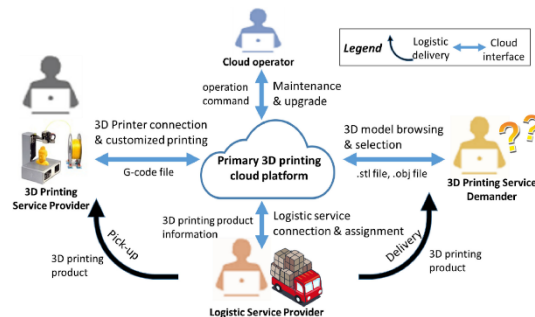 Cloud operator
Legend
Logistic
delivery
Cloud
interface
operation
command
Maintenance
& upgrade
3D Printer connection
& customized printing
G-code file
Primary 3D printing
cloud platform
3D model browsing
& selection
.stl file, .obj file
3D Printing
Service Provider
3D Printing Service
Demander
3D printing product
information
Logistic service
connection & assignment
Pick-up
Delivery
3D printing
product
3D printing
product
Logistic Service Provider